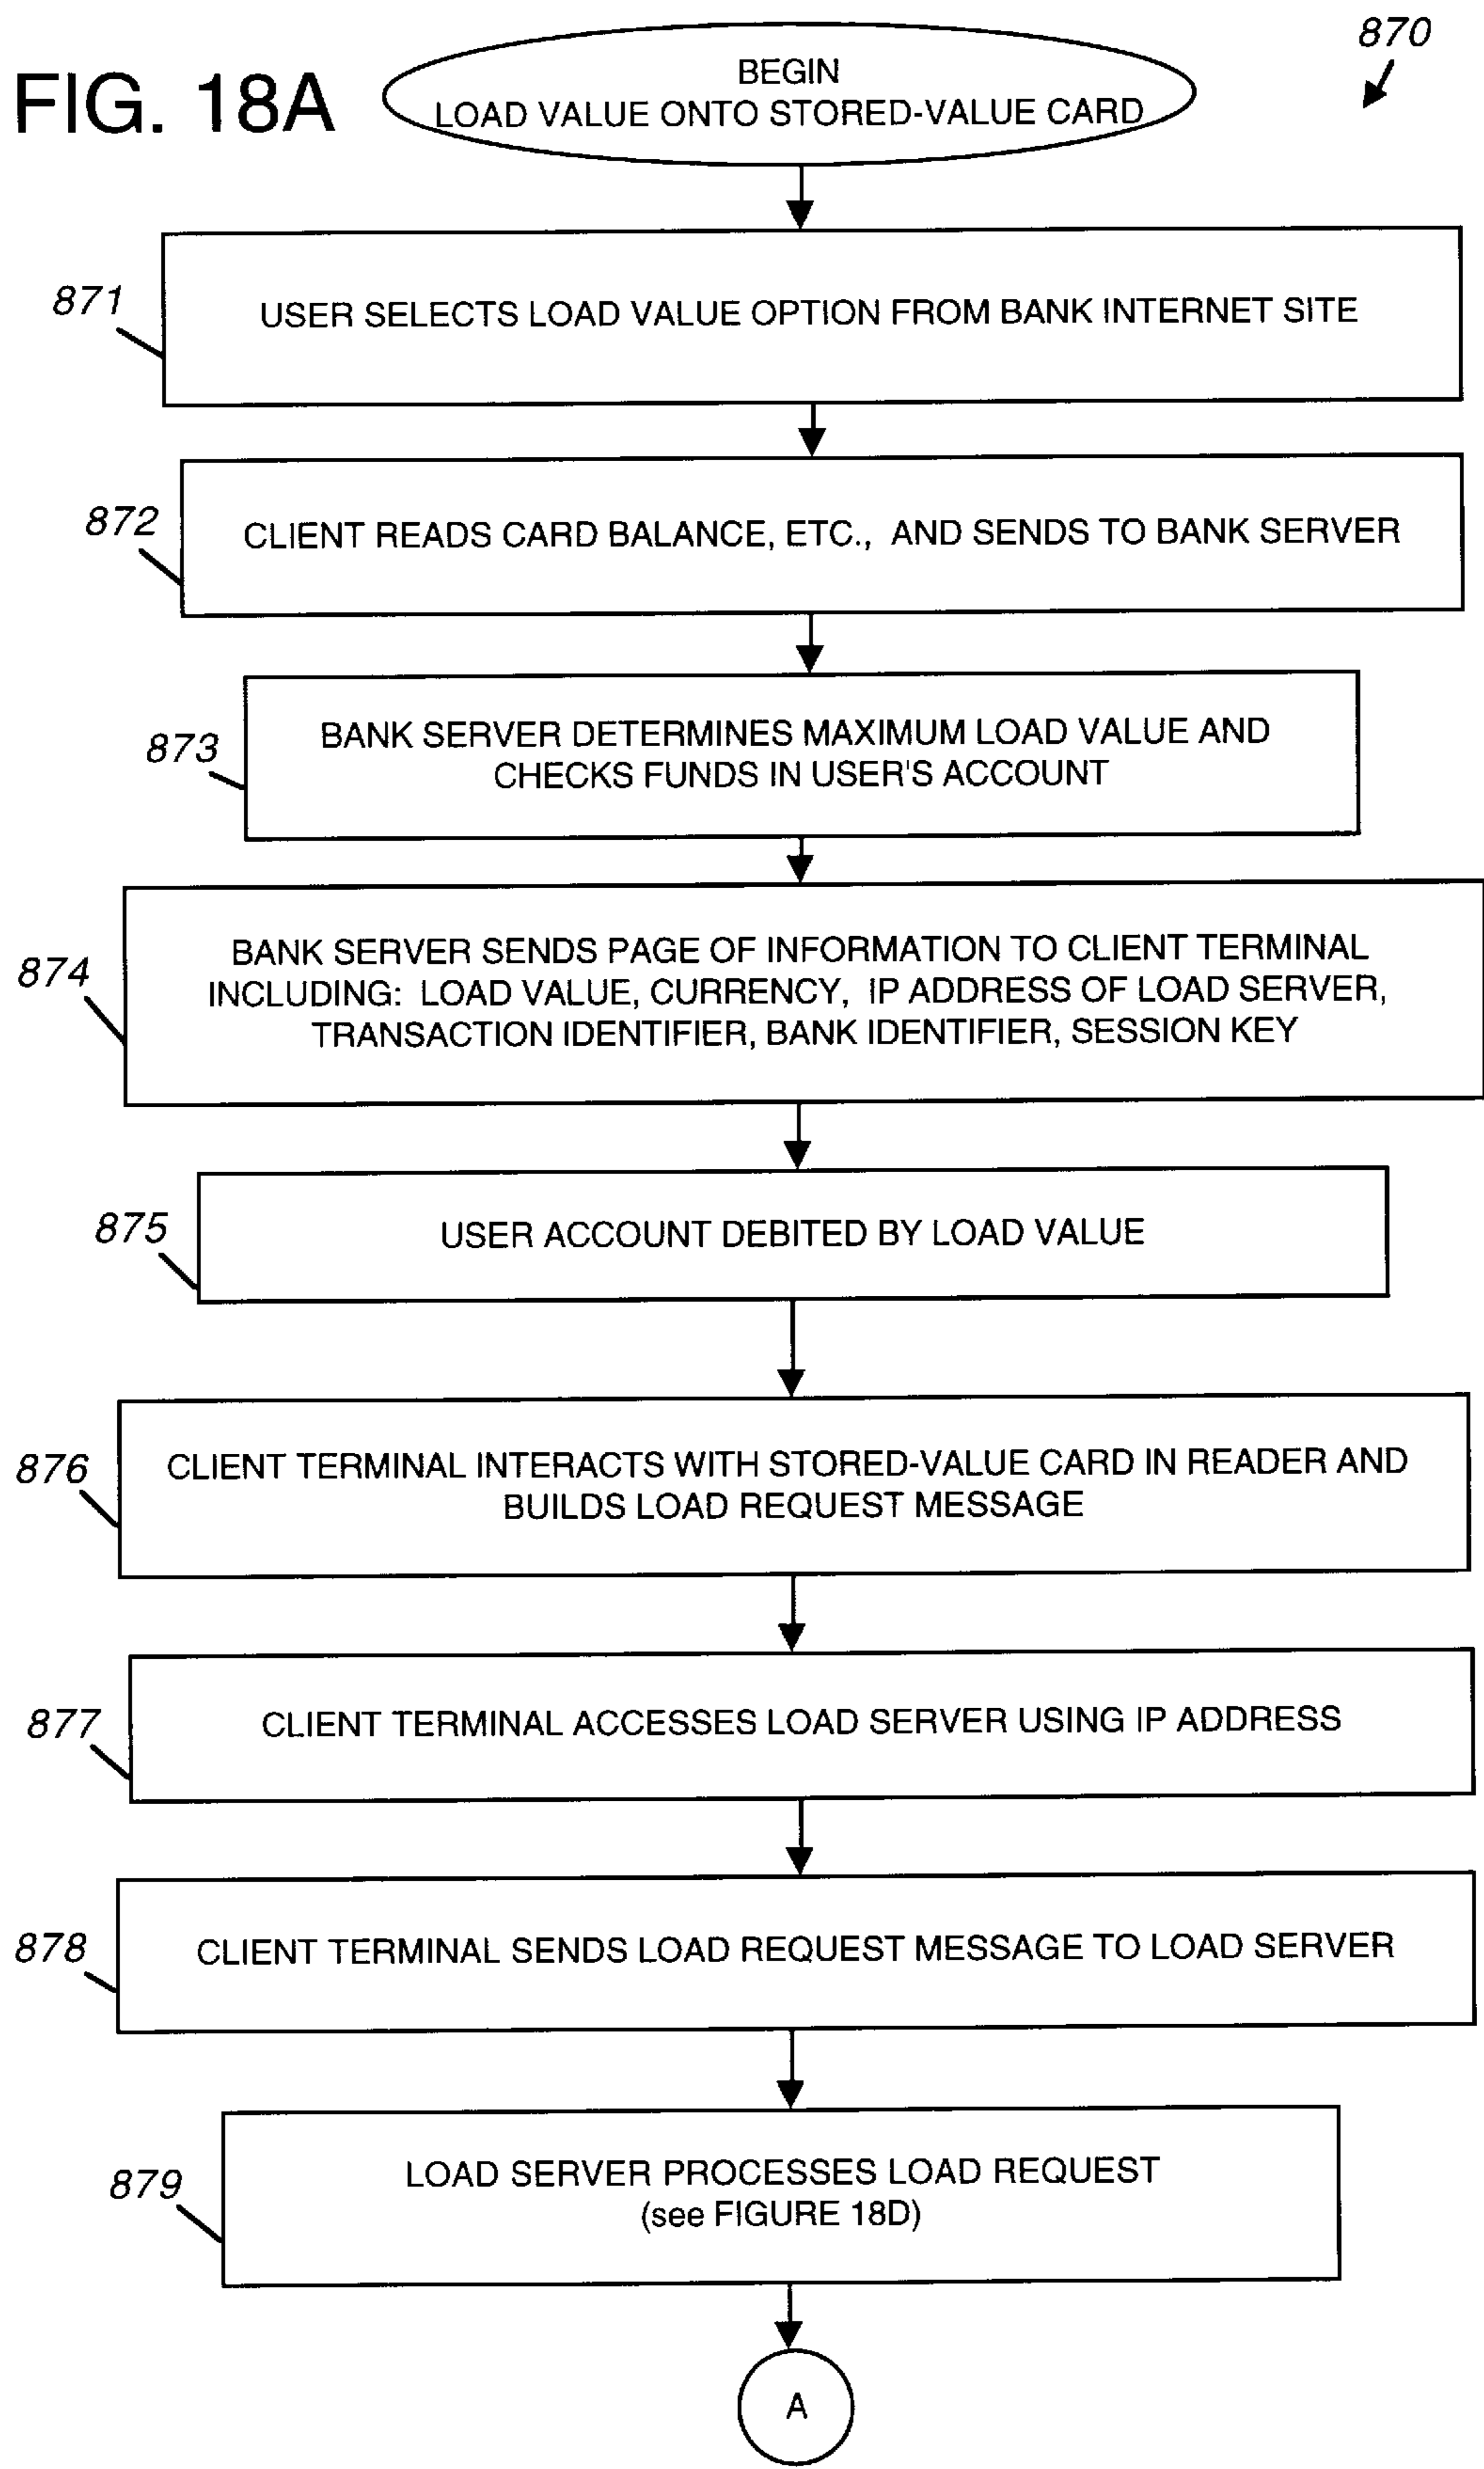 FIG. 18A
870
BEGIN
LOAD VALUE ONTO STORED-VALUE CARD
871
USER SELECTS LOAD VALUE OPTION FROM BANK INTERNET SITE
872
CLIENT READS CARD BALANCE, ETC., AND SENDS TO BANK SERVER
873
BANK SERVER DETERMINES MAXIMUM LOAD VALUE AND
CHECKS FUNDS IN USER'S ACCOUNT
874
BANK SERVER SENDS PAGE OF INFORMATION TO CLIENT TERMINAL
INCLUDING: LOAD VALUE, CURRENCY, IP ADDRESS OF LOAD SERVER,
TRANSACTION IDENTIFIER, BANK IDENTIFIER, SESSION KEY
875
USER ACCOUNT DEBITED BY LOAD VALUE
876
CLIENT TERMINAL INTERACTS WITH STORED-VALUE CARD IN READER AND
BUILDS LOAD REQUEST MESSAGE
877
CLIENT TERMINAL ACCESSES LOAD SERVER USING IP ADDRESS
878
CLIENT TERMINAL SENDS LOAD REQUEST MESSAGE TO LOAD SERVER
879
LOAD SERVER PROCESSES LOAD REQUEST
(see FIGURE 18D)
A